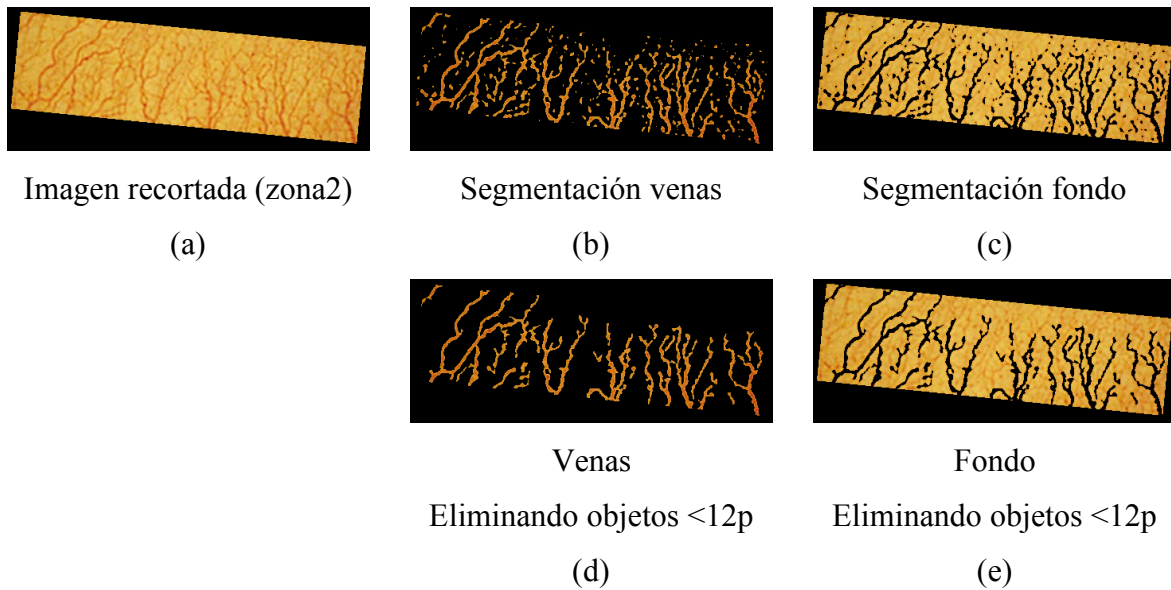 Imagen recortada (zona2)
(a)
Segmentación venas
(b)
Segmentación fondo
(c)
Venas
Eliminando objetos <12p
(d)
Fondo
Eliminando objetos <12p
(e)